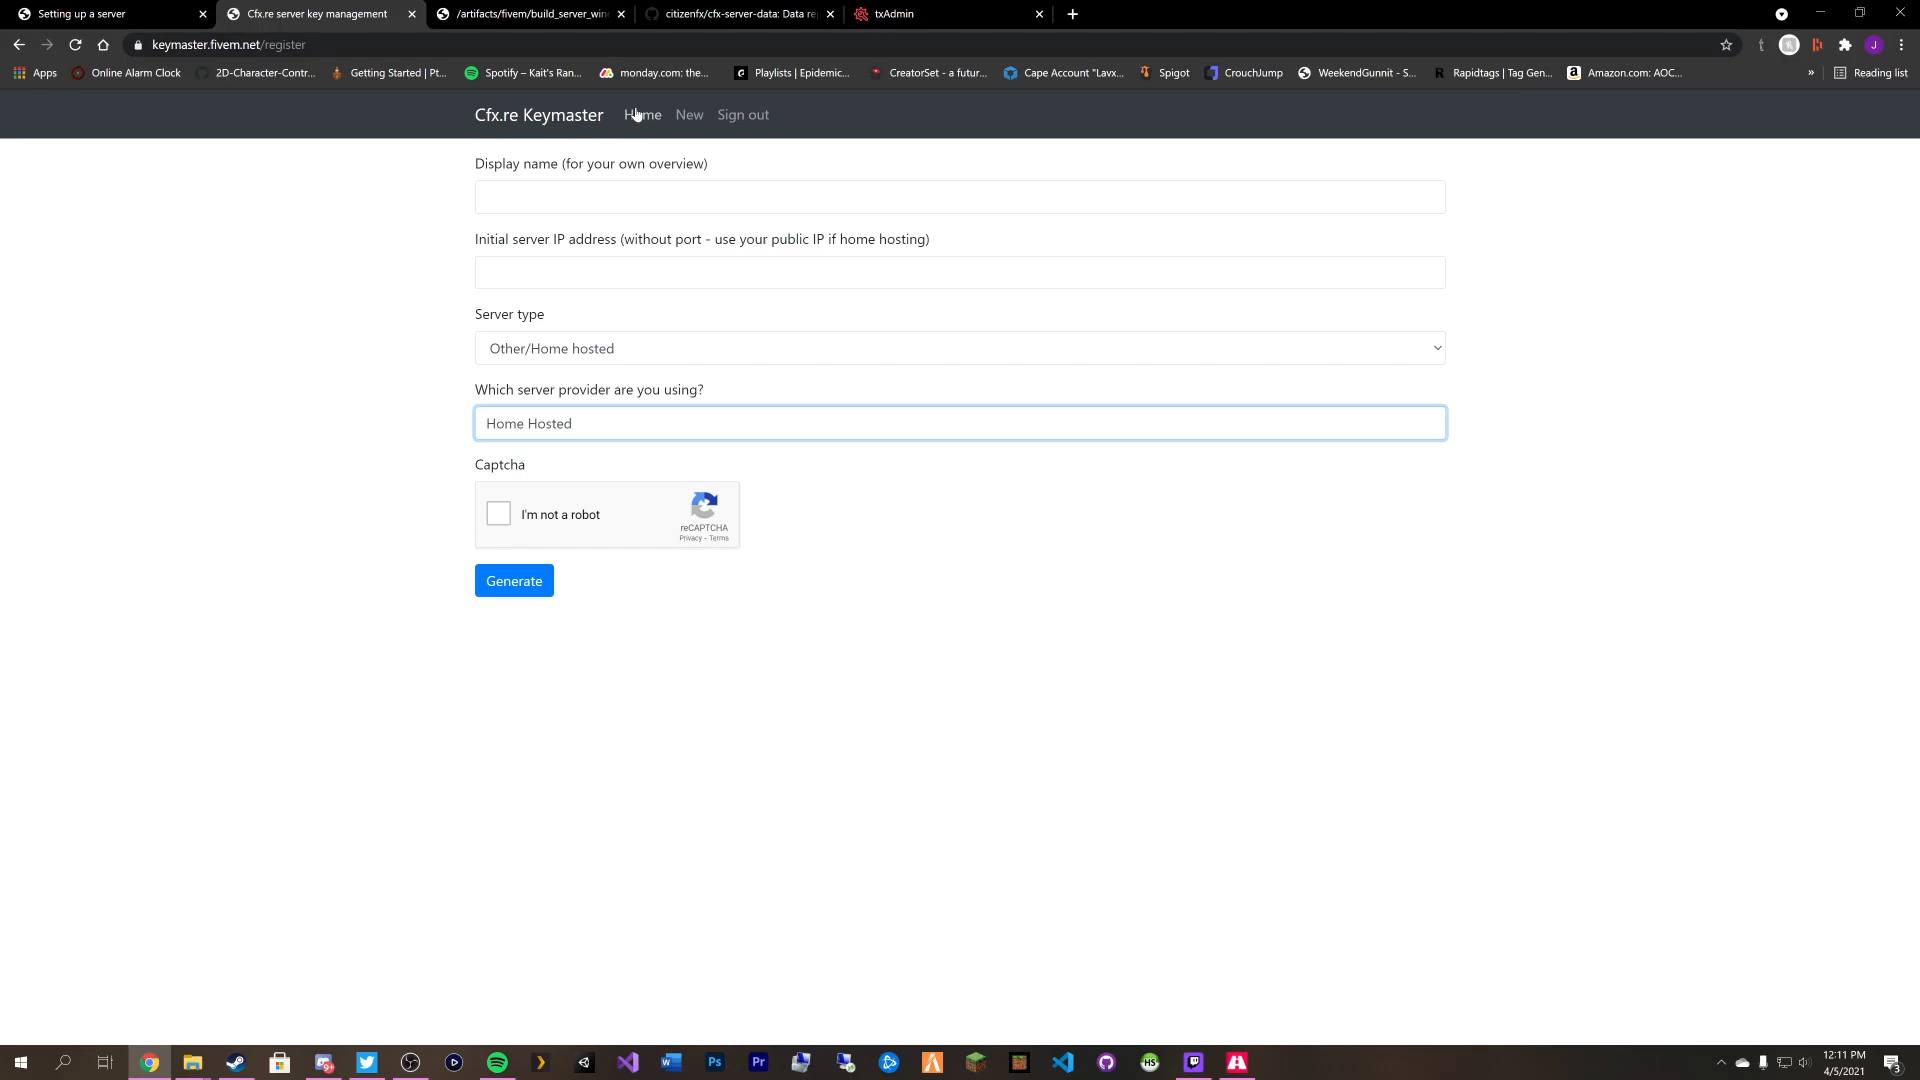 Setting up a server
Cfx.re server key management
/artifacts/fivem/build_server_win
citizenfx/cfx-server-data: Data re
txAdmin
keymaster.fivem.net/register
Apps
Online Alarm Clock
2D-Character-Contr...
Getting Started | Pt...
Spotify – Kait's Ran...
monday.com: the...
Playlists | Epidemic...
CreatorSet - a futur...
Cape Account "Lavx...
Spigot
CrouchJump
WeekendGunnit - S...
Rapidtags | Tag Gen...
Amazon.com: AOC...
»
Reading list
Cfx.re Keymaster
Home
New
Sign out
Display name (for your own overview)
Initial server IP address (without port - use your public IP if home hosting)
Server type
Other/Home hosted
Which server provider are you using?
Home Hosted
Captcha
I'm not a robot
reCAPTCHA
Privacy - Terms
Generate
12:11 PM
4/5/2021